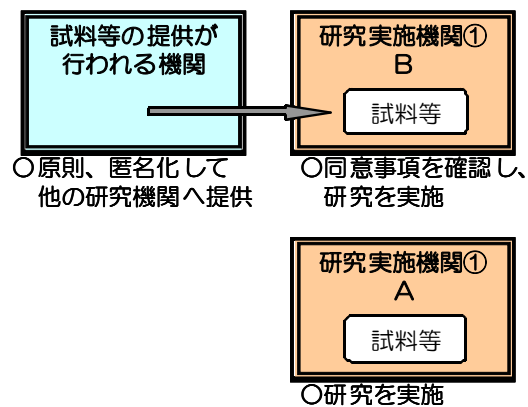 試料等の提供が
行われる機関
〇原則、匿名化して
他の研究機関へ提供
研究実施機関①
B
試料等
〇同意事項を確認し、
研究を実施
研究実施機関①
A
試料等
〇研究を実施